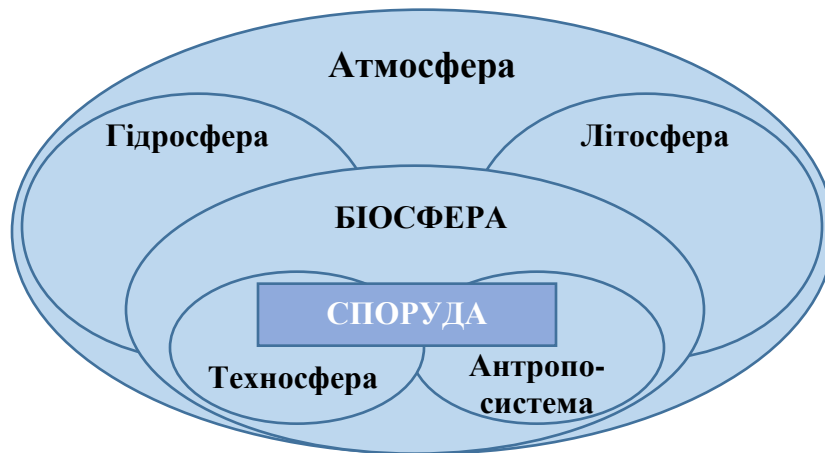 Атмосфера
Гідросфера
Літосфера
БІОСФЕРА
СПОРУДА
Техносфера
Антропо-
система